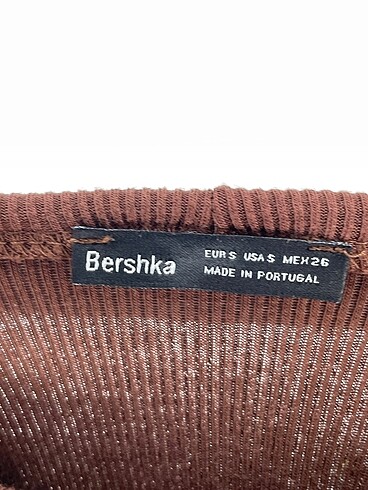 Bershka
EUR S USA S MEX 26
MADE IN PORTUGAL